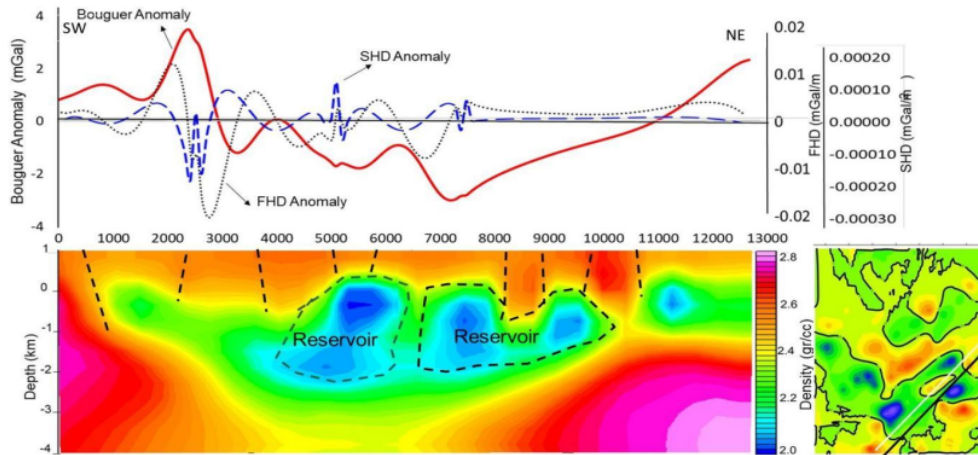 Bouguer Anomaly
SW
NE
SHD Anomaly
FHD Anomaly
Bouguer Anomaly (mGal)
4
2
0
-2
-4
0.02
0.01
0
-0.01
-0.02
FHD (mGal/m
0.00020
0.00010
0.00000
-0.00010
-0.00020
-0.00030
SHD (mGal/m
0 1000 2000 3000 4000 5000 6000 7000 8000 9000 10000 11000 12000 13000
Depth (km)
1
0
-1
-2
-3
-4
Reservoir
Reservoir
2.8
2.6
2.4
2.2
2.0
Density (gr/cc)